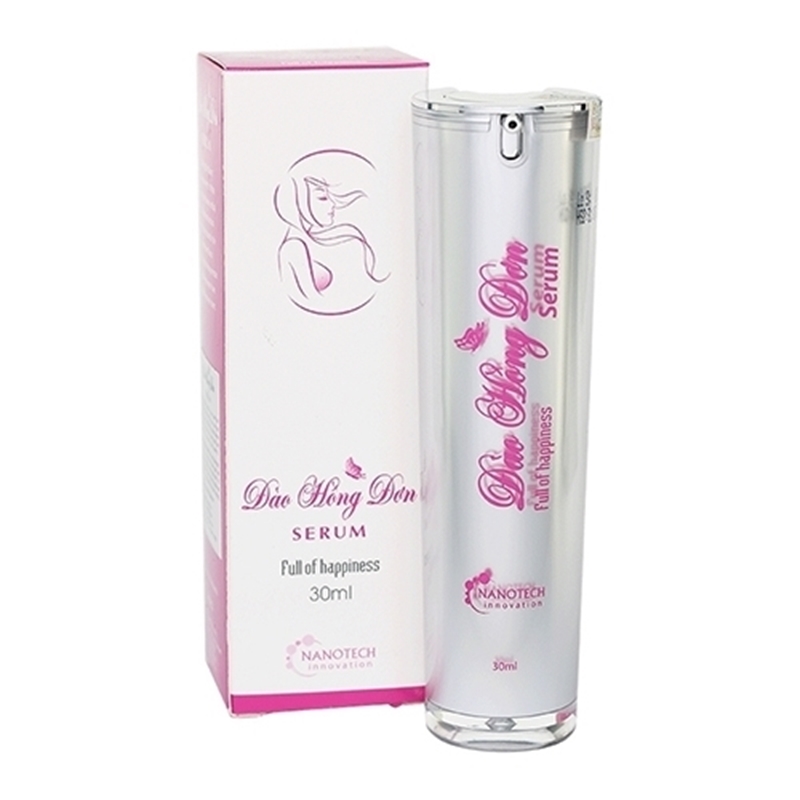 Đào Hồng Đơn
SERUM
Full of happiness
30ml
NANOTECH
innovation
Đào Hồng Đơn
Serum
Full of happiness
NANOTECH
innovation
30ml